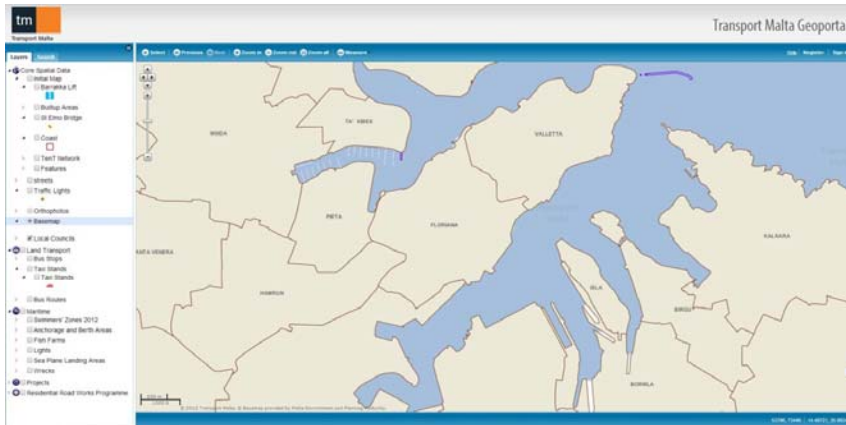 tm
Transport Malta
Transport Malta Geoporta
Layers Search
Select Previous Next Zoom in Zoom out Zoom all Measure
Register
Core Spatial Data
Initial Map
Barrakka Lift
Builtup Areas
St Elmo Bridge
Coast
TenT Network
Features
streets
Traffic Lights
Orthophotos
Basemap
Local Councils
Land Transport
Bus Stops
Taxi Stands
Taxi Stands
Bus Routes
Maritime
Swimmers' Zones 2012
Anchorage and Berth Areas
Fish Farms
Lights
Sea Plane Landing Areas
Wrecks
Projects
Residential Road Works Programme
MSIDA
TA' XBIEX
VALLETTA
PIETA
FLORIANA
KALKARA
HAMRUN
ISLA
BIRGU
BORMLA